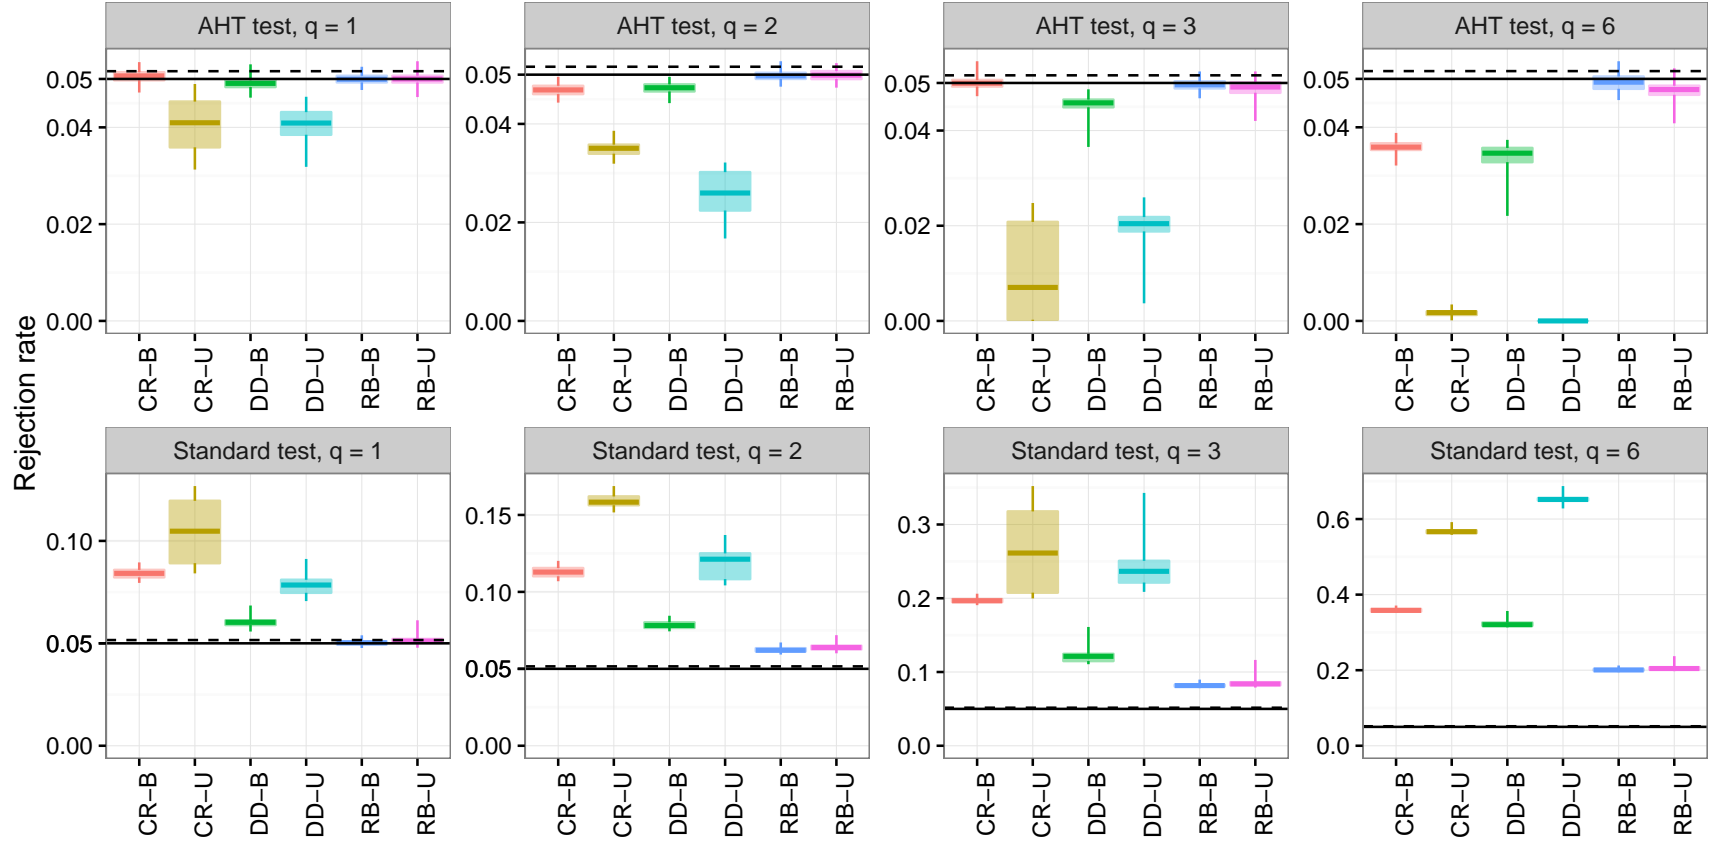 Rejection rate
AHT test, q = 1
0.05
0.04
0.02
0.00
CR−B
CR−U
DD−B
DD−U
RB−B
RB−U
AHT test, q = 2
0.05
0.04
0.02
0.00
CR−B
CR−U
DD−B
DD−U
RB−B
RB−U
AHT test, q = 3
0.05
0.04
0.02
0.00
CR−B
CR−U
DD−B
DD−U
RB−B
RB−U
AHT test, q = 6
0.05
0.04
0.02
0.00
CR−B
CR−U
DD−B
DD−U
RB−B
RB−U
Standard test, q = 1
0.10
0.05
0.00
CR−B
CR−U
DD−B
DD−U
RB−B
RB−U
Standard test, q = 2
0.15
0.10
0.05
0.00
CR−B
CR−U
DD−B
DD−U
RB−B
RB−U
Standard test, q = 3
0.3
0.2
0.1
0.0
CR−B
CR−U
DD−B
DD−U
RB−B
RB−U
Standard test, q = 6
0.6
0.4
0.2
0.0
CR−B
CR−U
DD−B
DD−U
RB−B
RB−U